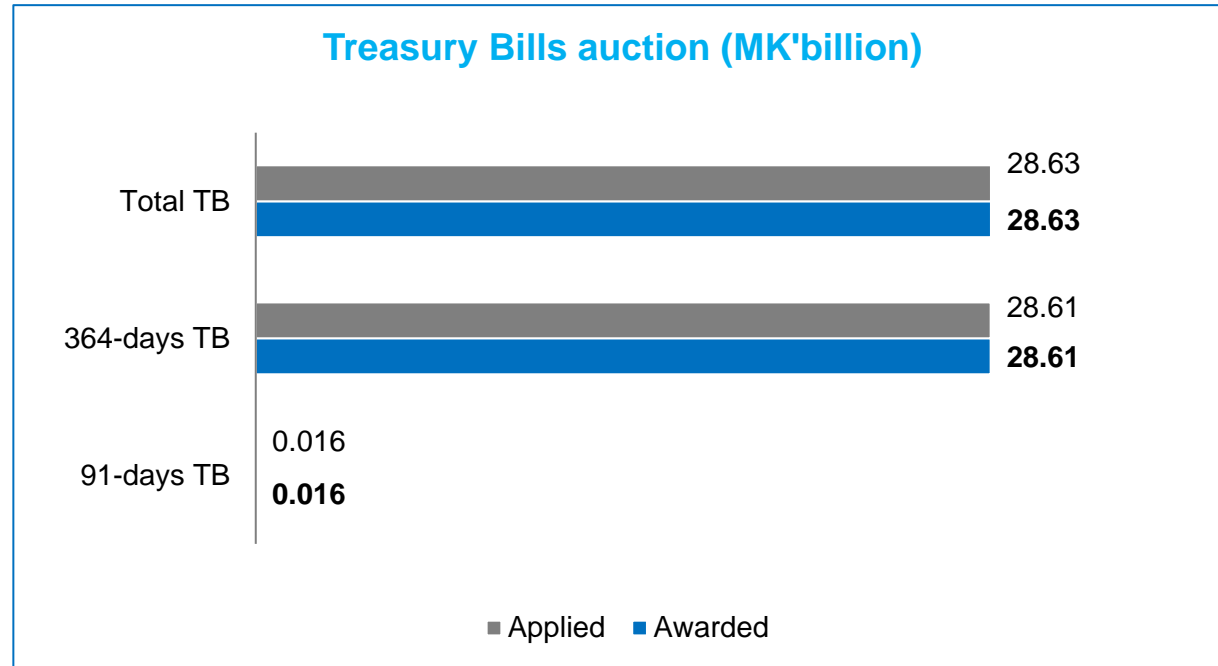 Treasury Bills auction (MK'billion)
28.63
Total TB
28.63
28.61
364-days TB
28.61
0.016
91-days TB
0.016
Applied Awarded